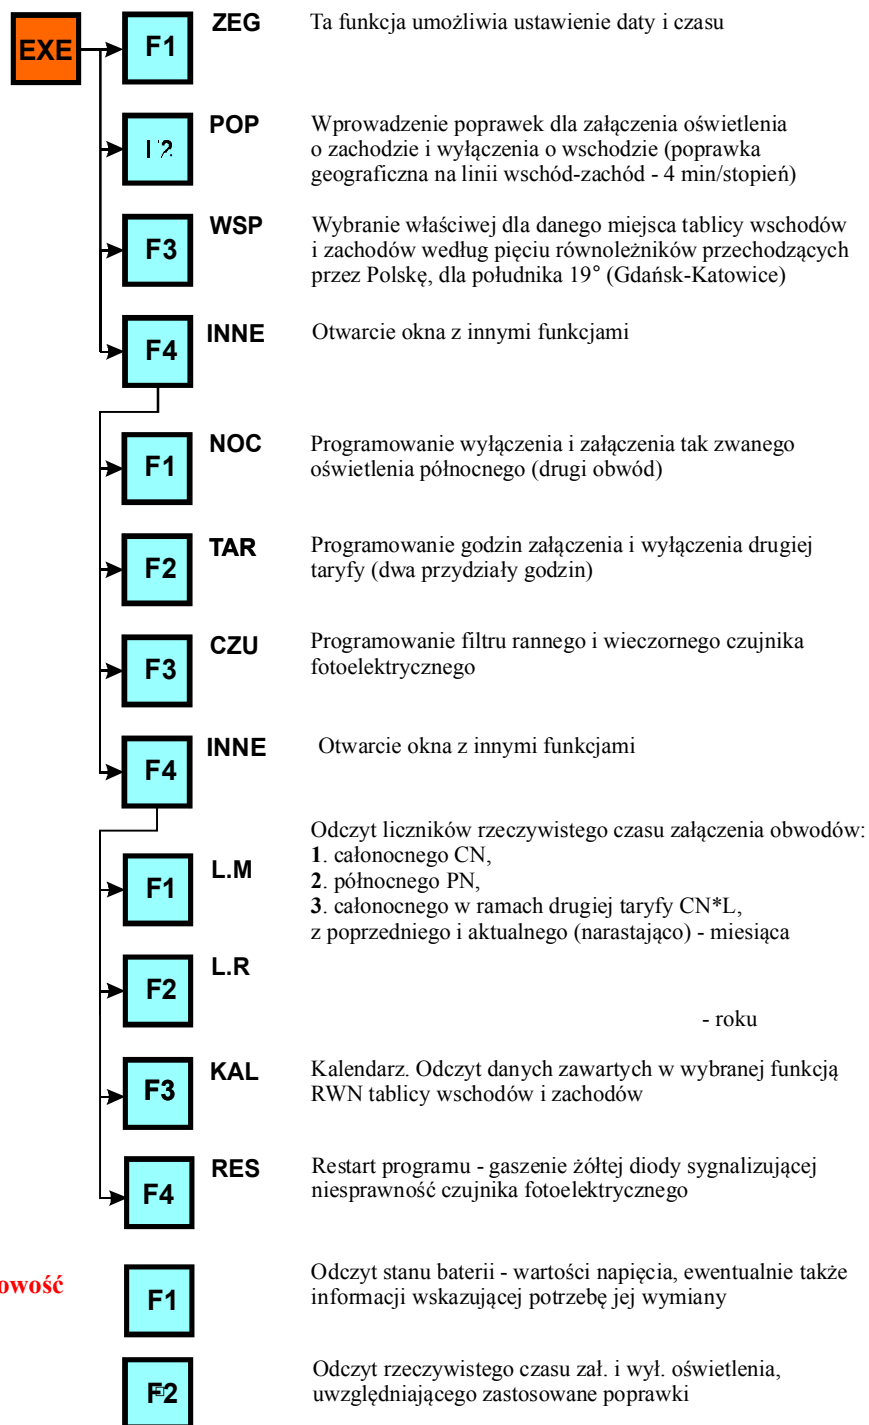 EXE
F1
ZEG
Ta funkcja umożliwia ustawienie daty i czasu
POP
Wprowadzenie poprawek dla załączenia oświetlenia
o zachodzie i wyłączenia o wschodzie (poprawka
geograficzna na linii wschód-zachód - 4 min/stopień)
F3
WSP
Wybranie właściwej dla danego miejsca tablicy wschodów
i zachodów według pięciu równoleżników przechodzących
przez Polskę, dla południka 19° (Gdańsk-Katowice)
F4
INNE
Otwarcie okna z innymi funkcjami
F1
NOC
Programowanie wyłączenia i załączenia tak zwanego
oświetlenia północnego (drugi obwód)
F2
TAR
Programowanie godzin załączenia i wyłączenia drugiej
taryfy (dwa przydziały godzin)
F3
CZU
Programowanie filtru rannego i wieczornego czujnika
fotoelektrycznego
F4
INNE
Otwarcie okna z innymi funkcjami
F1
L.M
Odczyt liczników rzeczywistego czasu załączenia obwodów:
1. całonocnego CN,
2. północnego PN,
3. całonocnego w ramach drugiej taryfy CN*L,
z poprzedniego i aktualnego (narastająco) - miesiąca
F2
L.R
- roku
F3
KAL
Kalendarz. Odczyt danych zawartych w wybranej funkcją
RWN tablicy wschodów i zachodów
F4
RES
Restart programu - gaszenie żółtej diody sygnalizującej
niesprawność czujnika fotoelektrycznego
owość
F1
Odczyt stanu baterii - wartości napięcia, ewentualnie także
informacji wskazującej potrzebę jej wymiany
F2
Odczyt rzeczywistego czasu zał. i wył. oświetlenia,
uwzględniającego zastosowane poprawki